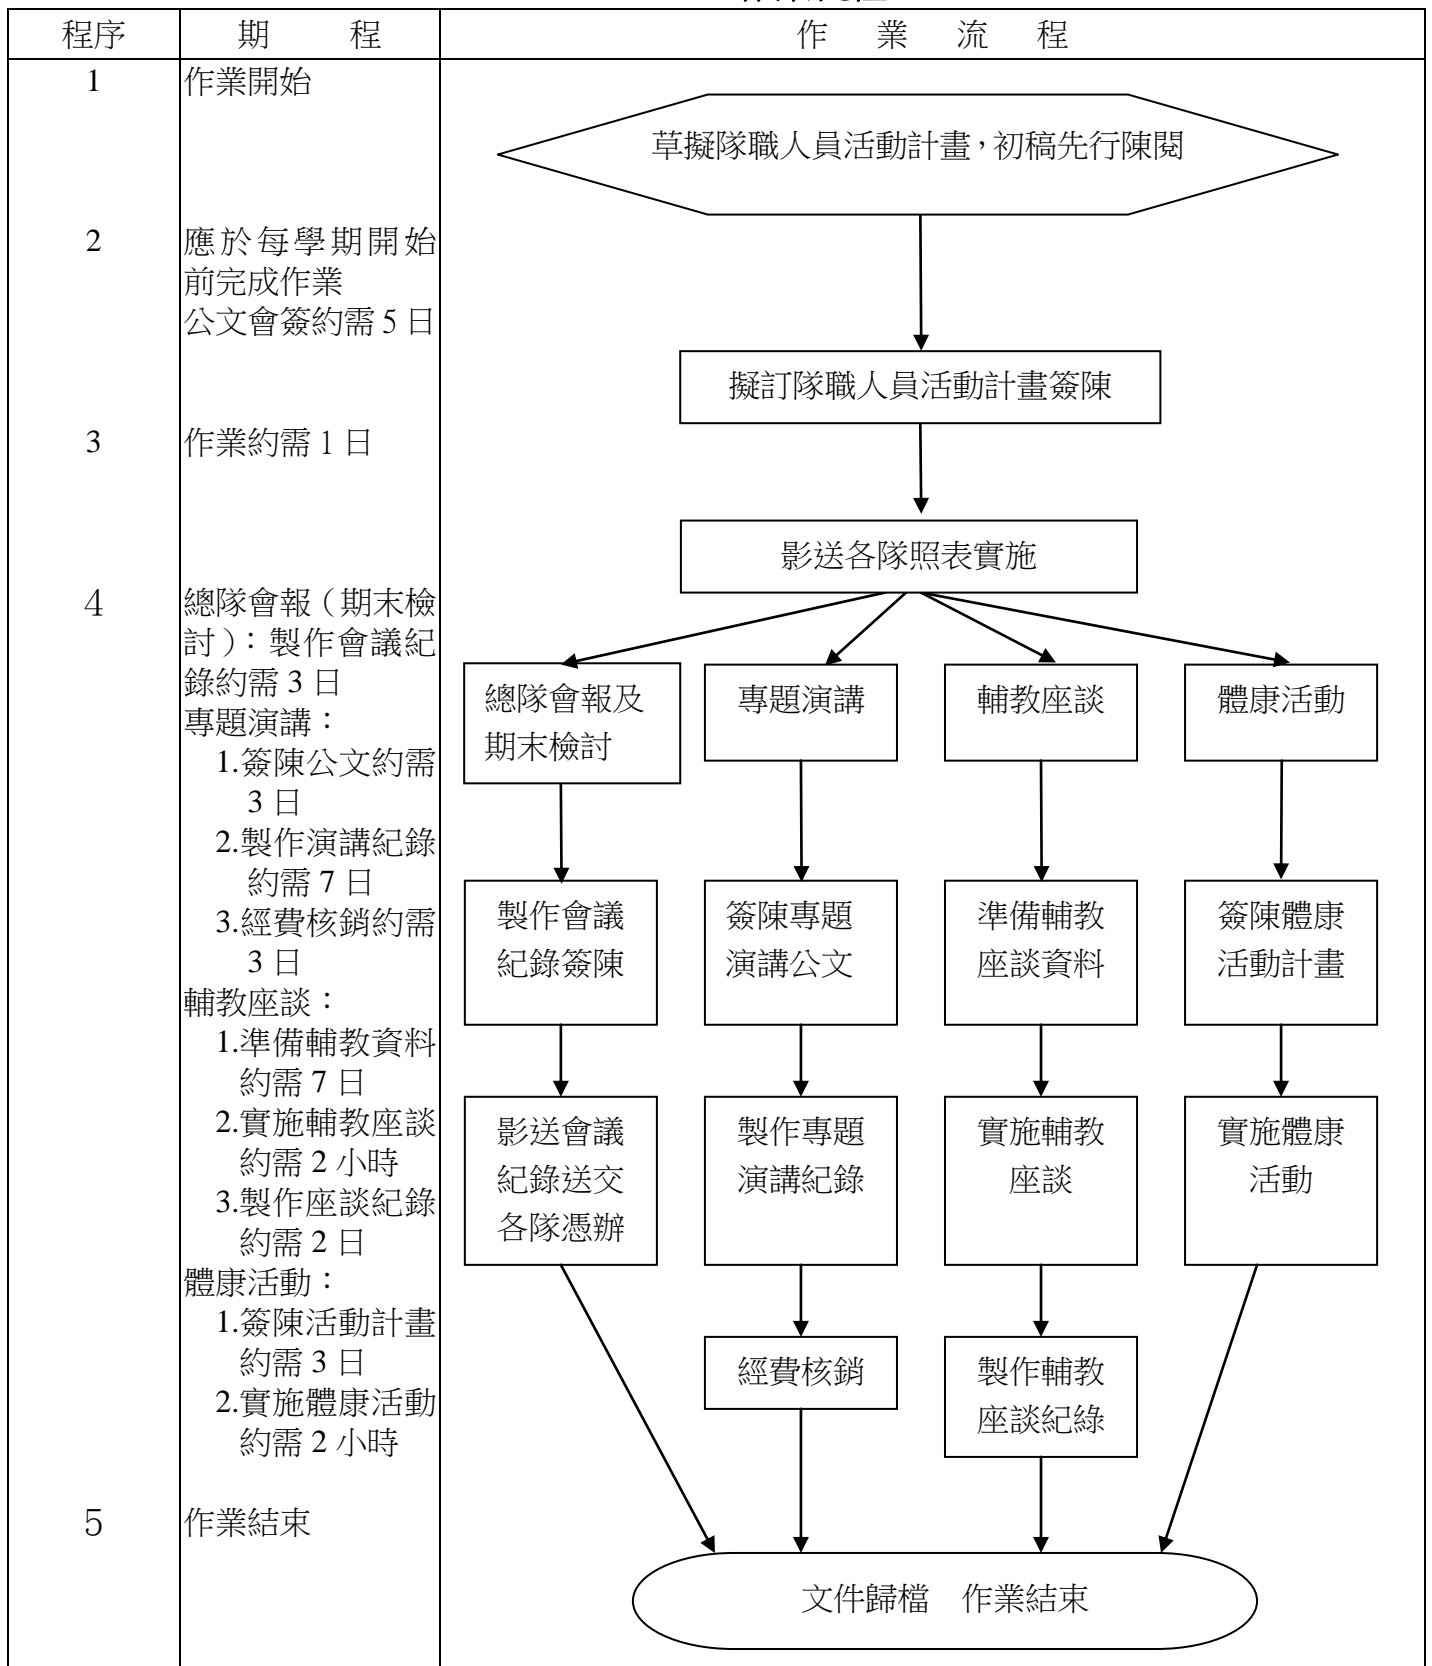 程序
期 程
作 業 流 程
1
作業開始
草擬隊職人員活動計畫，初稿先行陳閱
2
應於每學期開始
前完成作業
公文會簽約需 5 日
擬訂隊職人員活動計畫簽陳
3
作業約需 1 日
影送各隊照表實施
4
總隊會報（期末檢
討）：製作會議紀
錄約需 3 日
專題演講：
1.簽陳公文約需
3 日
2.製作演講紀錄
約需 7 日
3.經費核銷約需
3 日
輔教座談：
1.準備輔教資料
約需 7 日
2.實施輔教座談
約需 2 小時
3.製作座談紀錄
約需 2 日
體康活動：
1.簽陳活動計畫
約需 3 日
2.實施體康活動
約需 2 小時
總隊會報及
期末檢討
專題演講
輔教座談
體康活動
製作會議
紀錄簽陳
簽陳專題
演講公文
準備輔教
座談資料
簽陳體康
活動計畫
影送會議
紀錄送交
各隊憑辦
製作專題
演講紀錄
實施輔教
座談
實施體康
活動
經費核銷
製作輔教
座談紀綠
5
作業結束
文件歸檔 作業結束